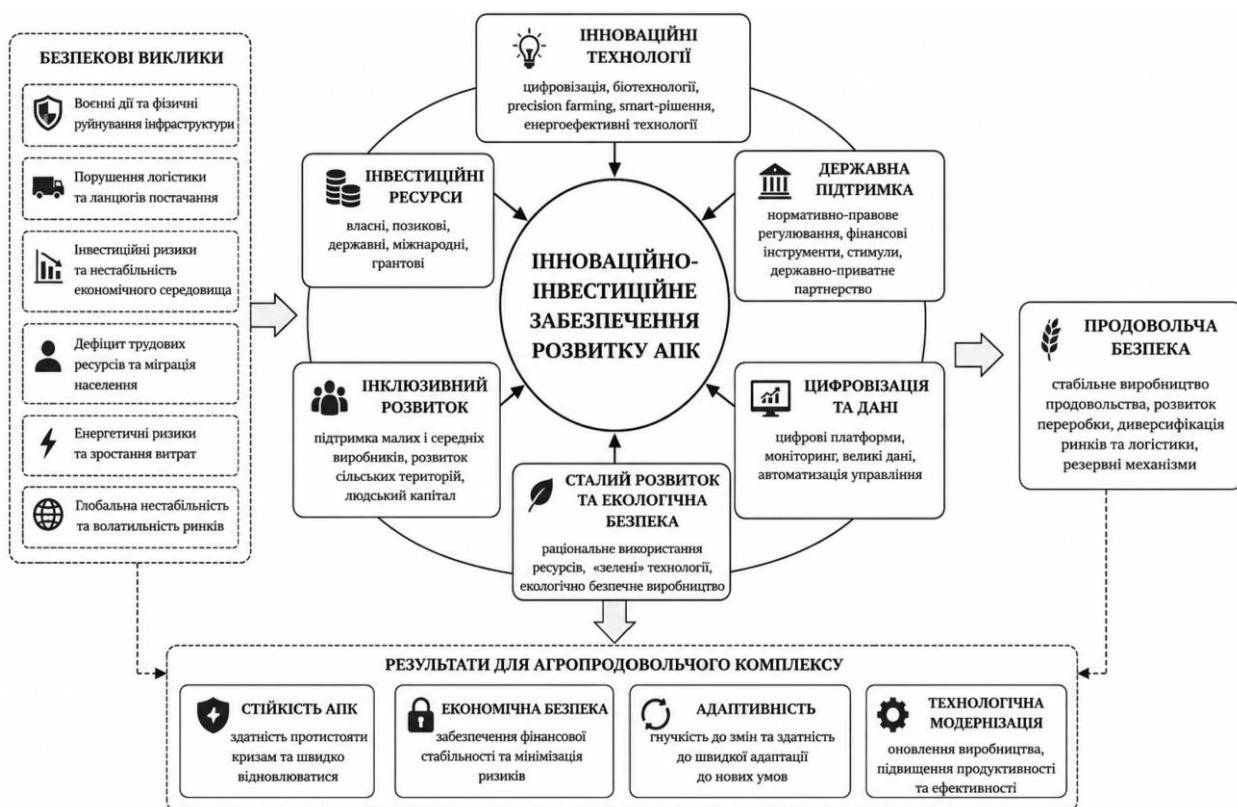 БЕЗПЕКОВІ ВИКЛИКИ
Воєнні дії та фізичні
руйнування інфраструктури
Порушення логістики
та ланцюгів постачання
Інвестиційні ризики
та нестабільність
економічного середовища
Дефіцит трудових
ресурсів та міграція
населення
Енергетичні ризики
та зростання витрат
Глобальна нестабільність
та волатильність ринків
ІННОВАЦІЙНІ
ТЕХНОЛОГІЇ
цифровізація, біотехнології,
precision farming, smart-рішення,
енергоефективні технології
ІНВЕСТИЦІЙНІ
РЕСУРСИ
власні, позикові,
державні, міжнародні,
грантові
ДЕРЖАВНА
ПІДТРИМКА
нормативно-правове
регулювання, фінансові
інструменти, стимули,
державно-приватне
партнерство
ІННОВАЦІЙНО-
ІНВЕСТИЦІЙНЕ
ЗАБЕЗПЕЧЕННЯ
РОЗВИТКУ АПК
ІНКЛЮЗИВНИЙ
РОЗВИТОК
підтримка малих і середніх
виробників, розвиток
сільських територій,
людський капітал
ЦИФРОВІЗАЦІЯ
ТА ДАНІ
цифрові платформи,
моніторинг, великі дані,
автоматизація управління
СТАЛИЙ РОЗВИТОК
ТА ЕКОЛОГІЧНА
БЕЗПЕКА
раціональне використання
ресурсів, «зелені» технології,
екологічно безпечне виробництво
ПРОДОВОЛЬЧА
БЕЗПЕКА
стабільне виробництво
продовольства, розвиток
переробки, диверсифікація
ринків та логістики,
резервні механізми
РЕЗУЛЬТАТИ ДЛЯ АГРОПРОДОВОЛЬЧОГО КОМПЛЕКСУ
СТІЙКІСТЬ АПК
здатність протистояти
кризам та швидко
відновлюватися
ЕКОНОМІЧНА БЕЗПЕКА
забезпечення фінансової
стабільності та мінімізація
ризиків
АДАПТИВНІСТЬ
гнучкість до змін та здатність
до швидкої адаптації
до нових умов
ТЕХНОЛОГІЧНА
МОДЕРНІЗАЦІЯ
оновлення виробництва,
підвищення продуктивності
та ефективності